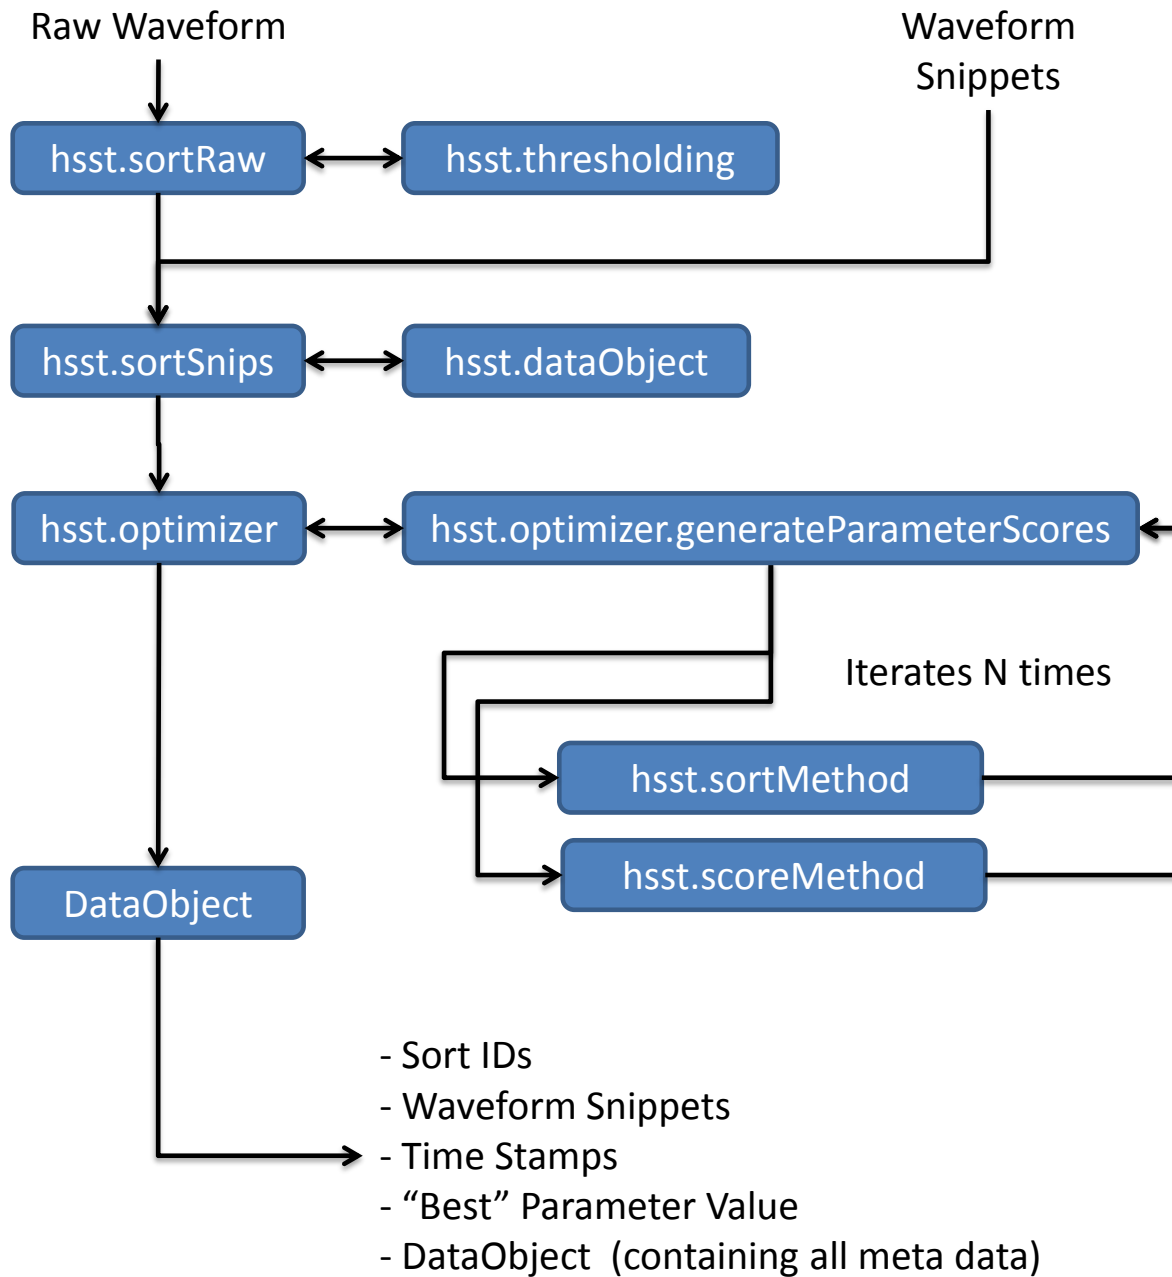 Raw Waveform
Waveform
Snippets
hsst.sortRaw
hsst.thresholding
hsst.sortSnips
hsst.dataObject
hsst.optimizer
hsst.optimizer.generateParameterScores
Iterates N times
hsst.sortMethod
hsst.scoreMethod
DataObject
- Sort IDs
- Waveform Snippets
- Time Stamps
- “Best” Parameter Value
- DataObject (containing all meta data)